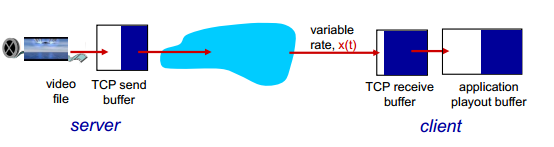 variable
rate, x(t)
video
file
TCP send
buffer
TCP receive
buffer
application
playout buffer
server
client